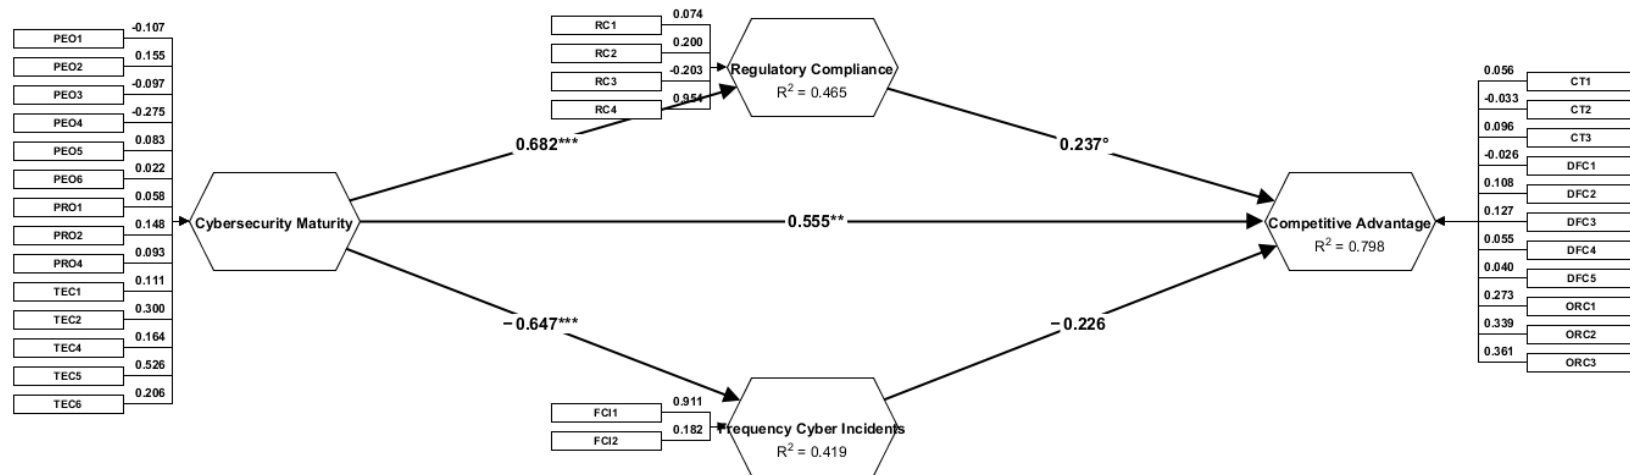 PEO1 -0.107
PEO2 0.155
PEO3 -0.097
PEO4 -0.275
PEO5 0.083
PEO6 0.022
PRO1 0.058
PRO2 0.148
PRO4 0.093
TEC1 0.111
TEC2 0.300
TEC4 0.164
TEC5 0.526
TEC6 0.206
Cybersecurity Maturity
RC1 0.074
RC2 0.200
RC3 -0.203
RC4 0.954
Regulatory Compliance
R² = 0.465
0.682***
0.237°
0.555**
−0.647***
−0.226
FCI1 0.911
FCI2 0.182
Frequency Cyber Incidents
R² = 0.419
Competitive Advantage
R² = 0.798
0.056 CT1
-0.033 CT2
0.096 CT3
-0.026 DFC1
0.108 DFC2
0.127 DFC3
0.055 DFC4
0.040 DFC5
0.273 ORC1
0.339 ORC2
0.361 ORC3